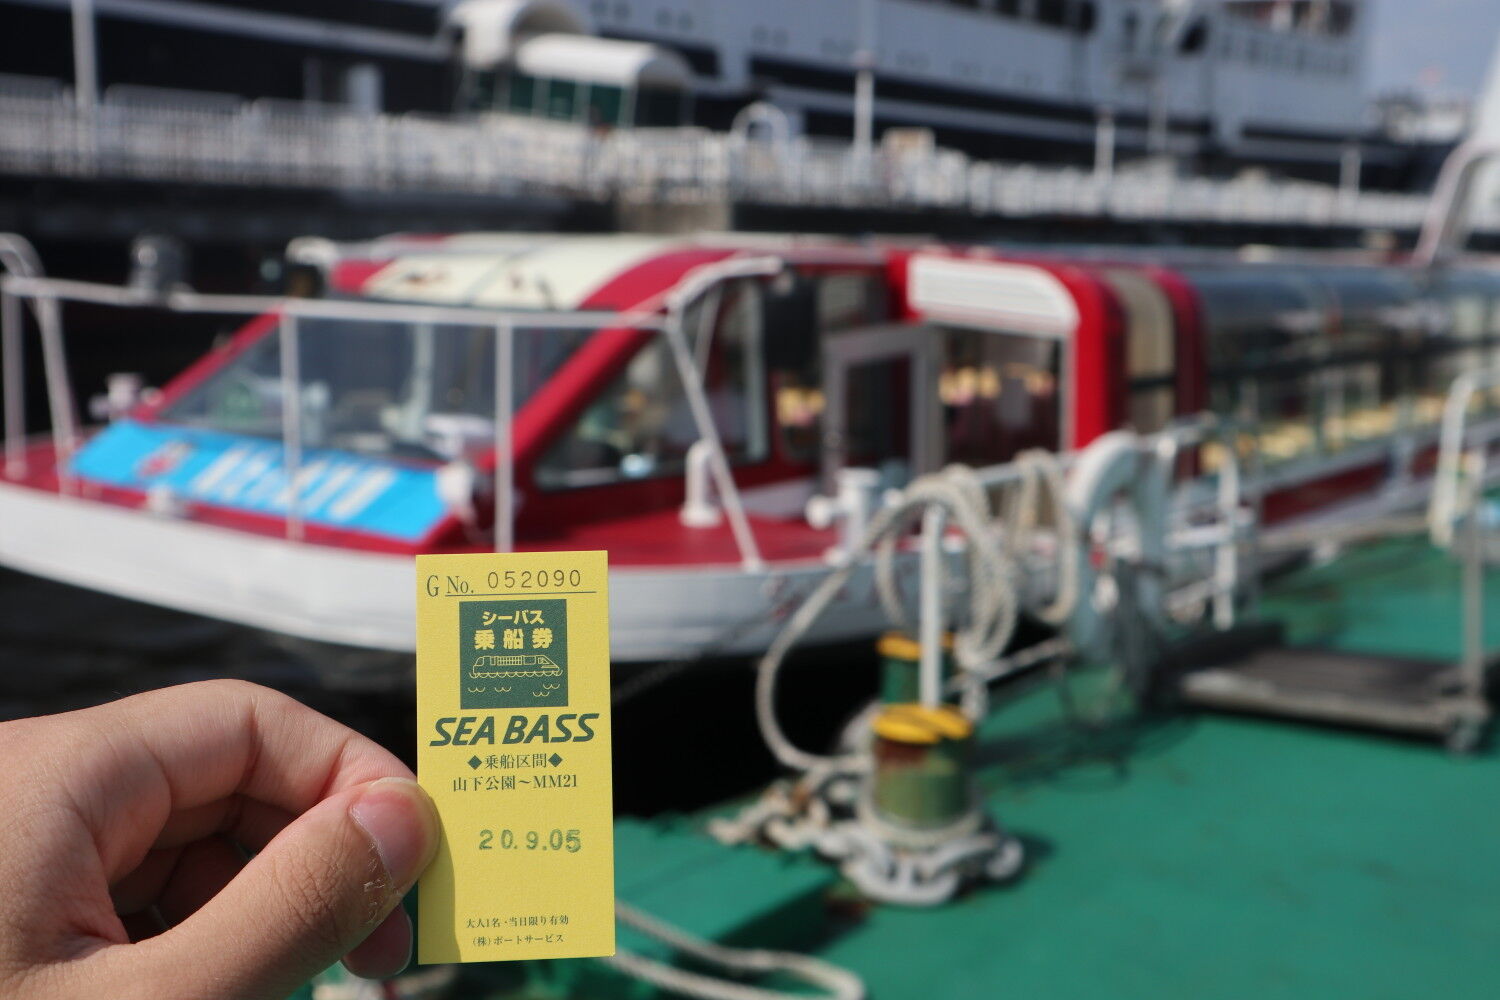 G No. 052090
シーバス
乗船券
SEA BASS
◆乗船区間◆
山下公園～MM21
20.9.05
大人1名・当日限り有効
(株)ポートサービス